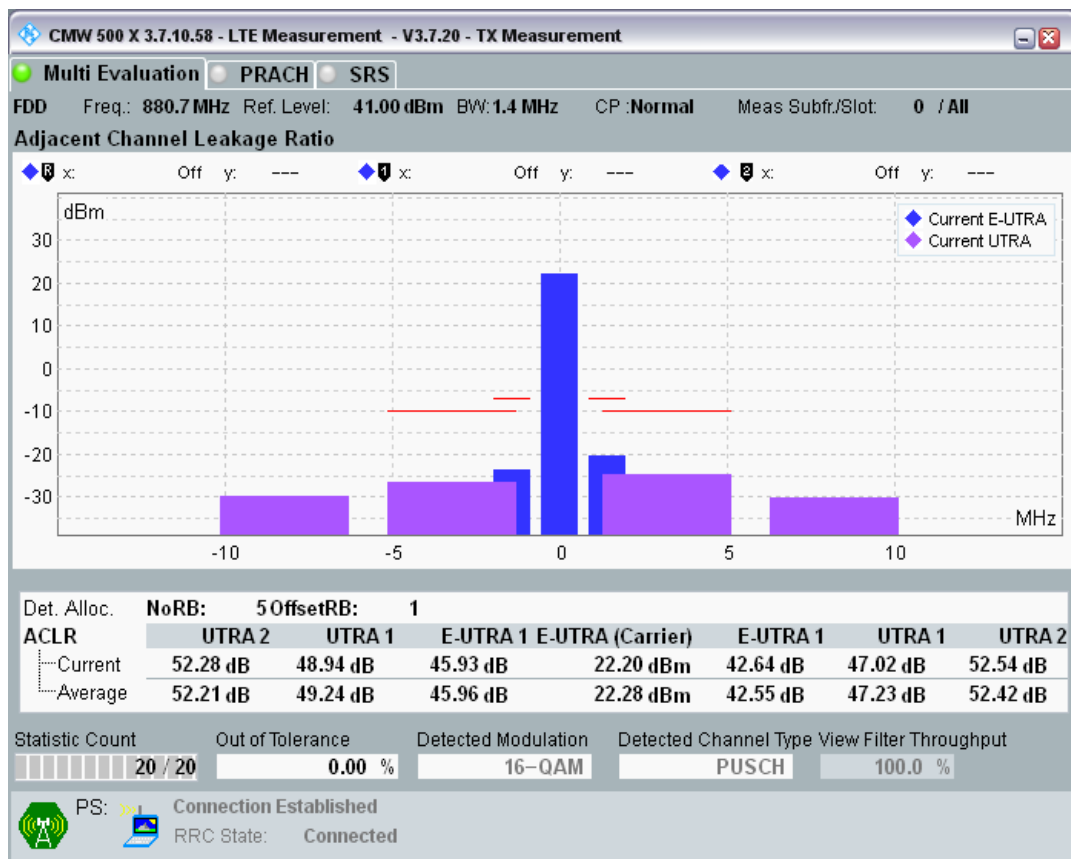 CMW 500 X 3.7.10.58 - LTE Measurement - V3.7.20 - TX Measurement
Multi Evaluation PRACH SRS
FDD Freq.: 880.7 MHz Ref. Level: 41.00 dBm BW: 1.4 MHz CP :Normal Meas Subfr./Slot: 0 / All
Adjacent Channel Leakage Ratio
R x: Off y: --- 1 x: Off y: --- 2 x: Off y: ---
dBm
Current E-UTRA
Current UTRA
30
20
10
0
-10
-20
-30
MHz
-10 -5 0 5 10
Det. Alloc. NoRB: 5 OffsetRB: 1
ACLR UTRA 2 UTRA 1 E-UTRA 1 E-UTRA (Carrier) E-UTRA 1 UTRA 1 UTRA 2
Current 52.28 dB 48.94 dB 45.93 dB 22.20 dBm 42.64 dB 47.02 dB 52.54 dB
Average 52.21 dB 49.24 dB 45.96 dB 22.28 dBm 42.55 dB 47.23 dB 52.42 dB
Statistic Count Out of Tolerance Detected Modulation Detected Channel Type View Filter Throughput
20 / 20 0.00 % 16-QAM PUSCH 100.0 %
PS: Connection Established
RRC State: Connected